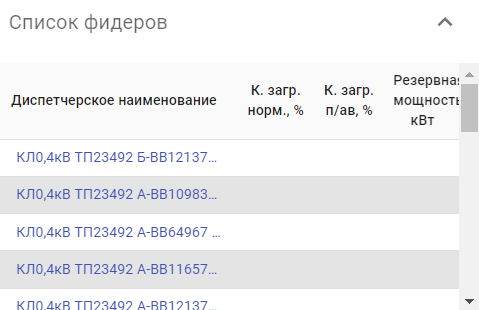 Список фидеров
Диспетчерское наименование
К. загр. норм., %
К. загр. п/ав, %
Резервная мощность кВт
КЛ0,4кВ ТП23492 Б-ВВ12137...
КЛ0,4кВ ТП23492 А-ВВ10983...
КЛ0,4кВ ТП23492 А-ВВ64967 ...
КЛ0,4кВ ТП23492 А-ВВ11657...
КЛ0,4кВ ТП23492 А-ВВ12137...